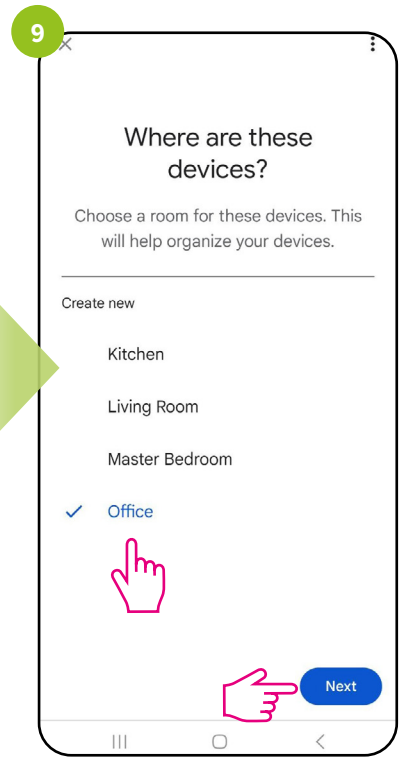 9
Where are these
devices?
Choose a room for these devices. This
will help organize your devices.
Create new
Kitchen
Living Room
Master Bedroom
Office
Next